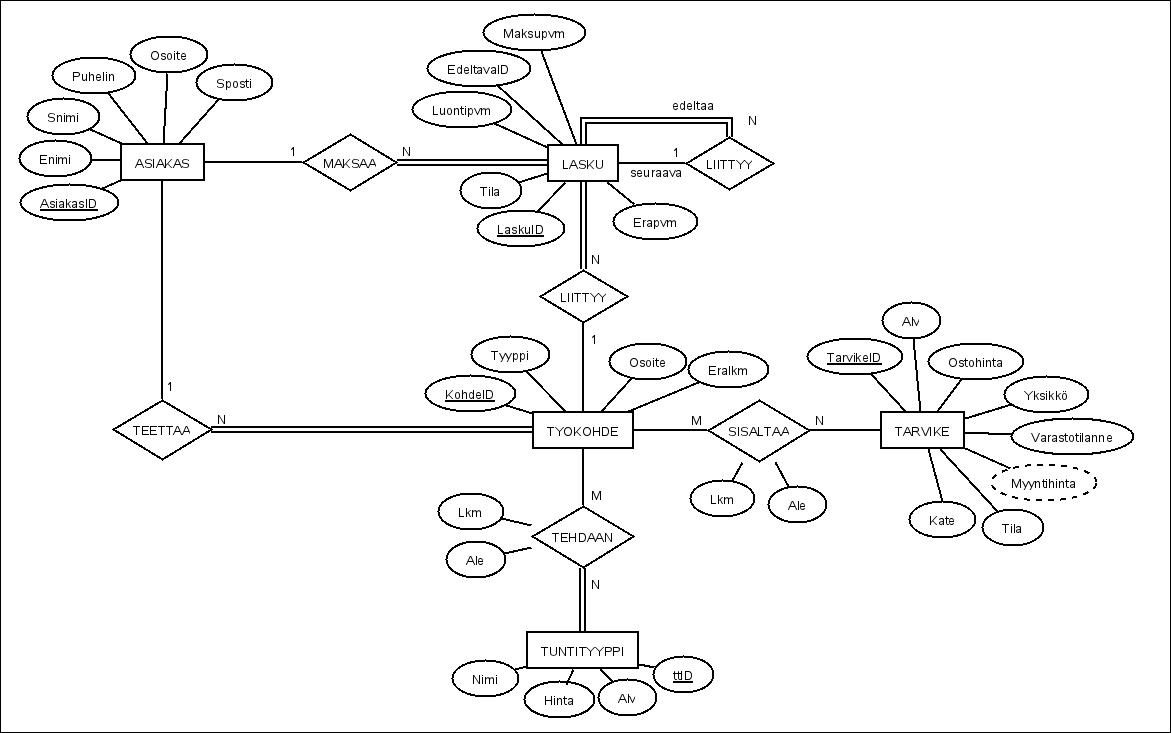 Maksupvm
Osoite
EdeltavaID
Puhelin
Sposti
Luontipvm
edeltaa
N
Snimi
1
N
1
Enimi
ASIAKAS
MAKSAA
LASKU
LIITTYY
seuraava
Tila
AsiakasID
LaskuID
Erapvm
N
LIITTYY
1
Alv
Tyyppi
Osoite
TarvikeID
Ostohinta
Eralkm
KohdeID
Yksikkö
1
N
M
N
TEETTAA
TYOKOHDE
SISALTAA
TARVIKE
Varastotilanne
Myyntihinta
M
Lkm
Ale
Lkm
Kate
Tila
TEHDAAN
Ale
N
TUNTITYYPPI
Nimi
ttID
Hinta
Alv